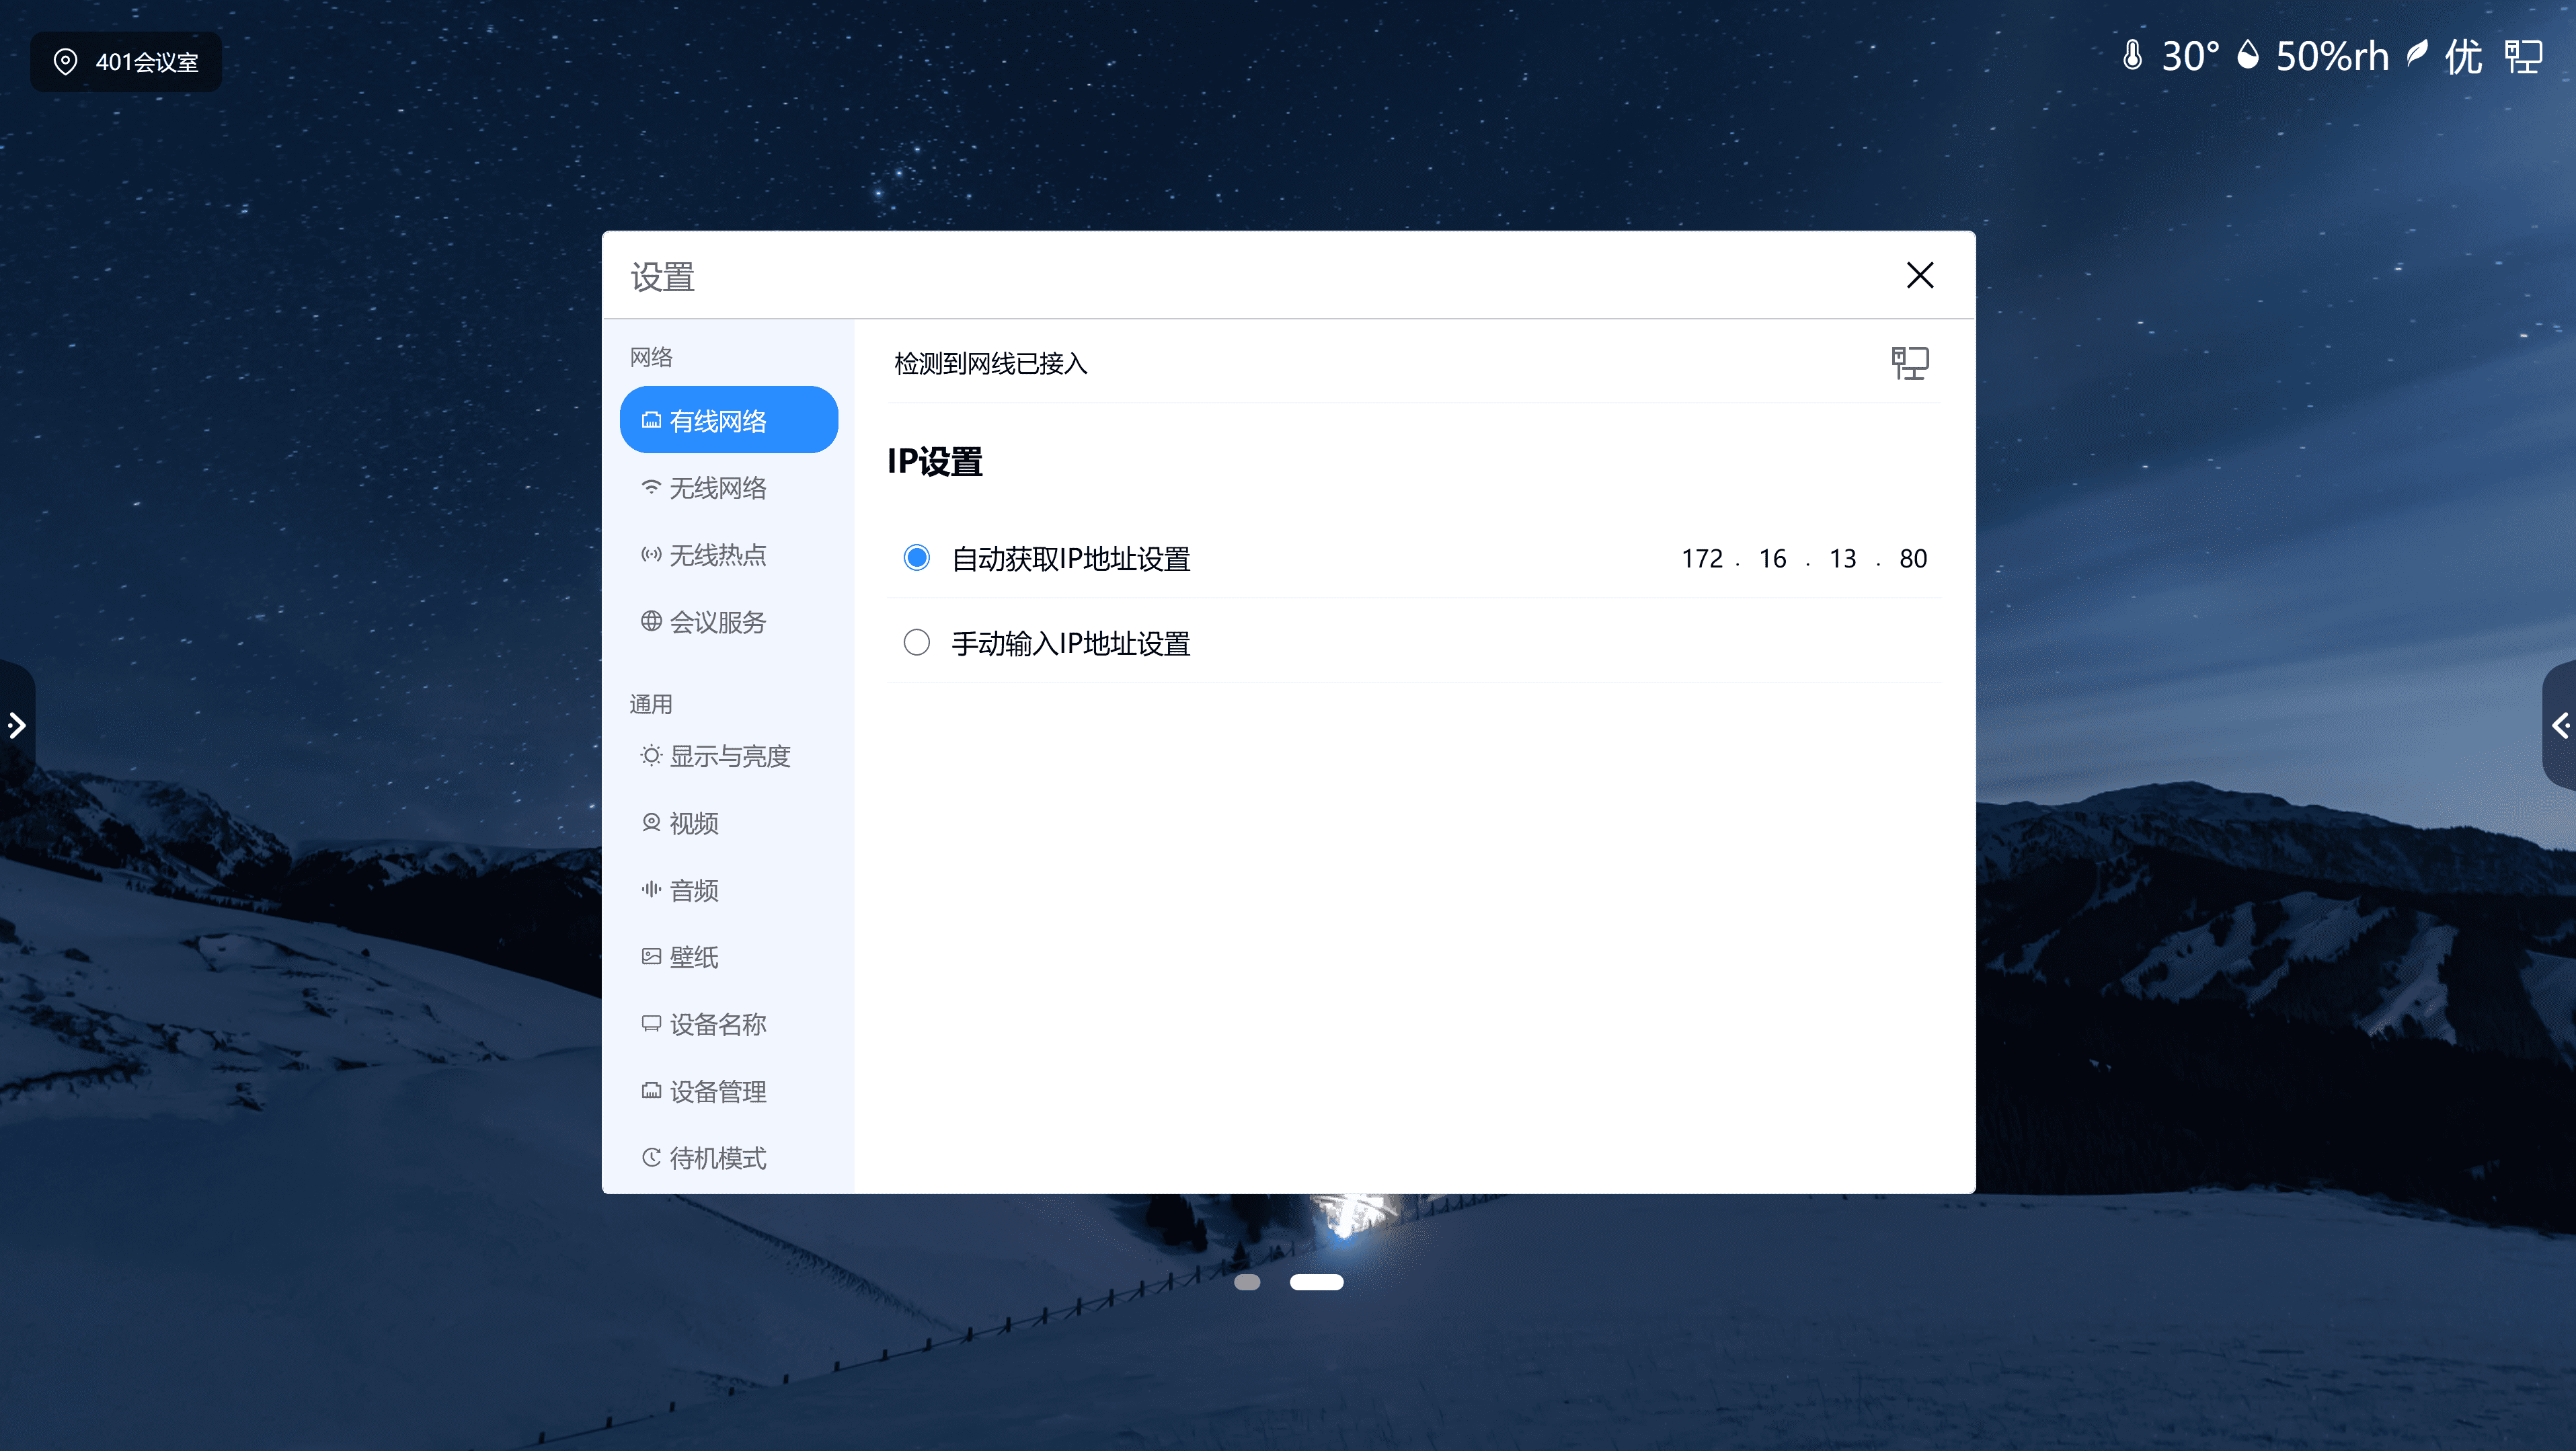 401会议室
30° 50%rh 优
设置
网络
有线网络
无线网络
无线热点
会议服务
通用
显示与亮度
视频
音频
壁纸
设备名称
设备管理
待机模式
检测到网线已接入
IP设置
自动获取IP地址设置 172 . 16 . 13 . 80
手动输入IP地址设置